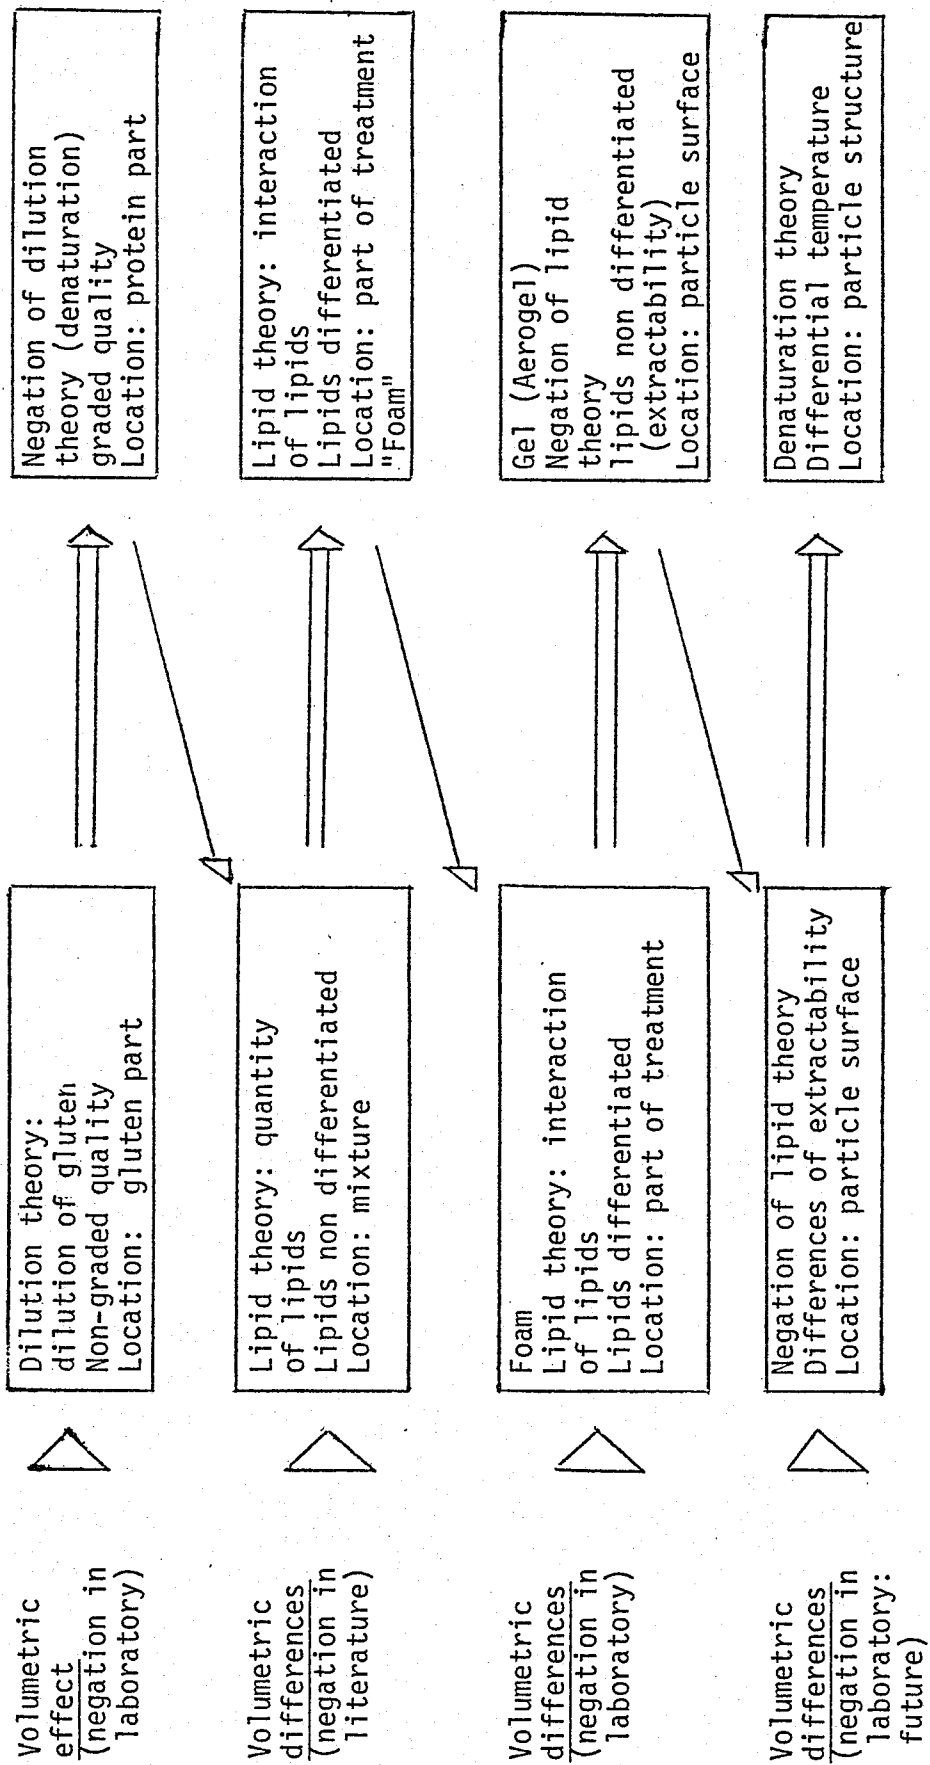 Volumetric
effect
(negation in
laboratory)
Dilution theory:
dilution of gluten
Non-graded quality
Location: gluten part
Negation of dilution
theory (denaturation)
graded quality
Location: protein part
Volumetric
differences
(negation in
literature)
Lipid theory: quantity
of lipids
Lipids non differentiated
Location: mixture
Lipid theory: interaction
of lipids
Lipids differentiated
Location: part of treatment
"Foam"
Volumetric
differences
(negation in
laboratory)
Foam
Lipid theory: interaction
of lipids
Lipids differentiated
Location: part of treatment
Gel (Aerogel)
Negation of lipid
theory
lipids non differentiated
(extractability)
Location: particle surface
Volumetric
differences
(negation in
laboratory:
future)
Negation of lipid theory
Differences of extractability
Location: particle surface
Denaturation theory
Differential temperature
Location: particle structure